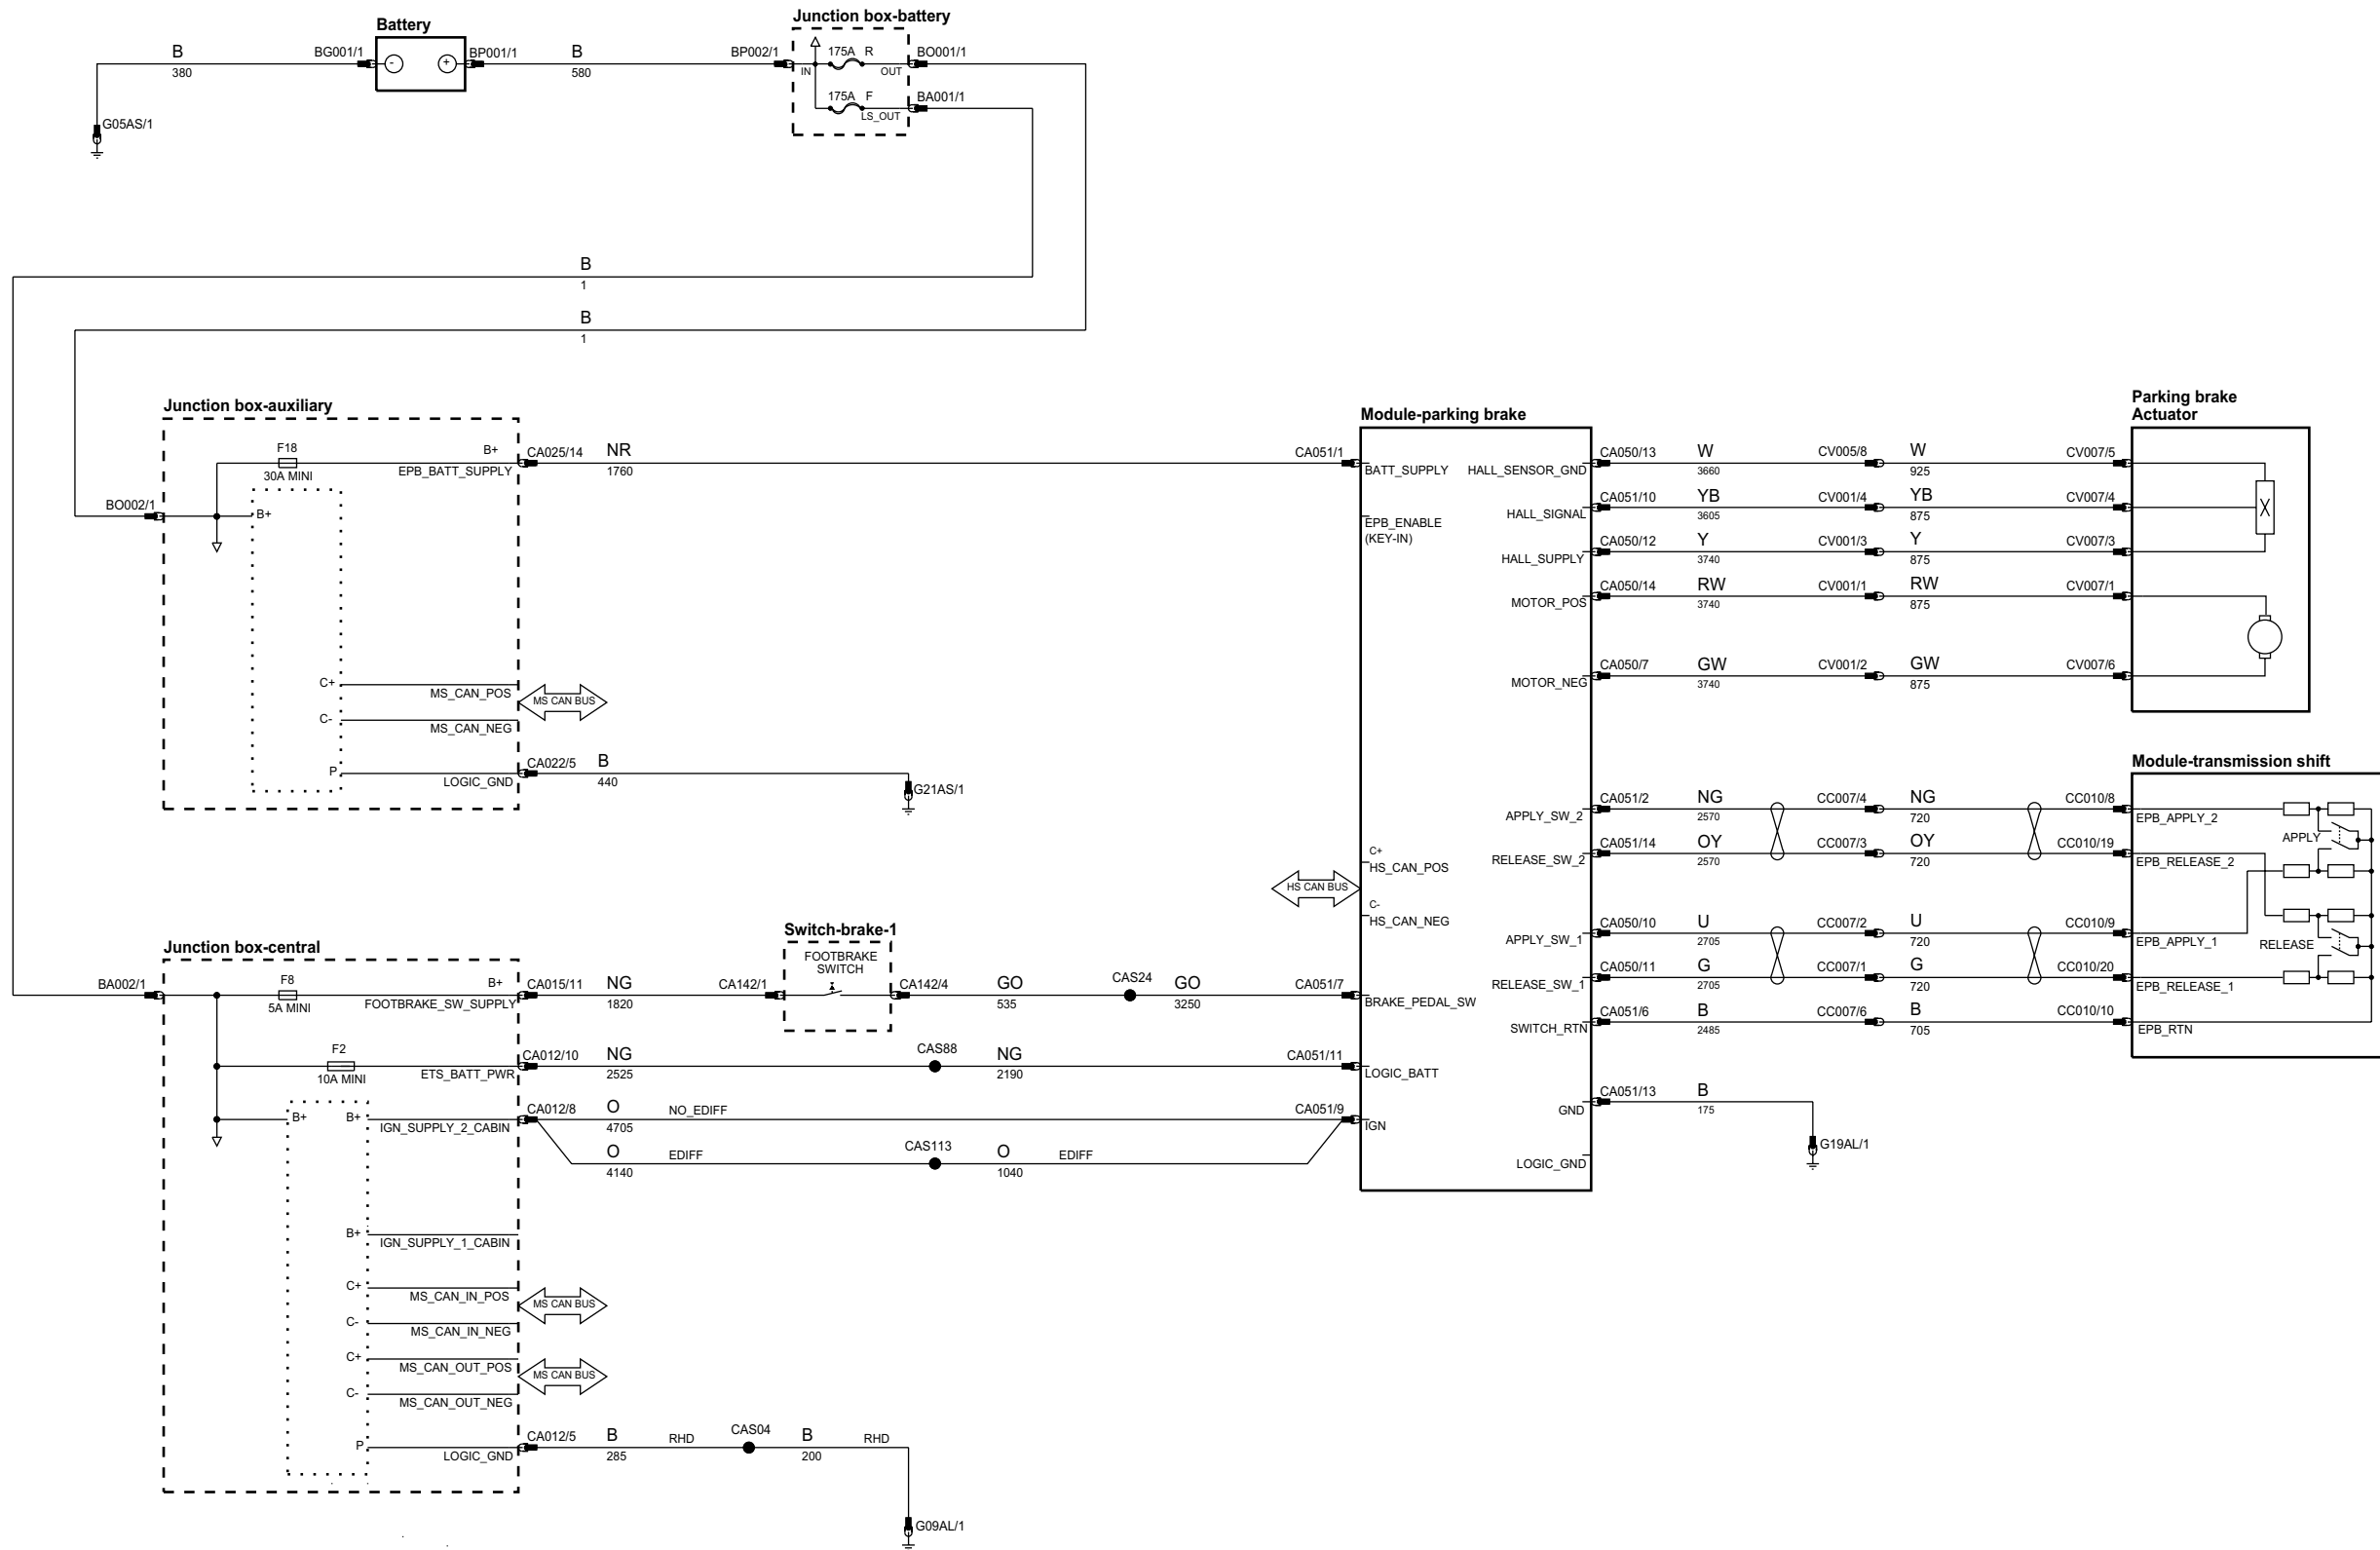 Battery
Junction box-battery
B
380
BG001/1
-
+
BP001/1
B
580
BP002/1
IN
175A R
OUT
BO001/1
175A F
LS_OUT
BA001/1
G05AS/1
B
1
B
1
Junction box-auxiliary
F18
30A MINI
B+
EPB_BATT_SUPPLY
CA025/14
NR
1760
CA051/1
BO002/1
B+
C+
MS_CAN_POS
C-
MS_CAN_NEG
MS CAN BUS
P
LOGIC_GND
CA022/5
B
440
G21AS/1
Module-parking brake
BATT_SUPPLY
EPB_ENABLE
(KEY-IN)
C+
HS_CAN_POS
C-
HS_CAN_NEG
HS CAN BUS
BRAKE_PEDAL_SW
LOGIC_BATT
IGN
HALL_SENSOR_GND
CA050/13
W
3660
CV005/8
W
925
CV007/5
HALL_SIGNAL
CA051/10
YB
3605
CV001/4
YB
875
CV007/4
HALL_SUPPLY
CA050/12
Y
3740
CV001/3
Y
875
CV007/3
MOTOR_POS
CA050/14
RW
3740
CV001/1
RW
875
CV007/1
MOTOR_NEG
CA050/7
GW
3740
CV001/2
GW
875
CV007/6
Parking brake
Actuator
APPLY_SW_2
CA051/2
NG
2570
CC007/4
NG
720
CC010/8
EPB_APPLY_2
RELEASE_SW_2
CA051/14
OY
2570
CC007/3
OY
720
CC010/19
EPB_RELEASE_2
APPLY_SW_1
CA050/10
U
2705
CC007/2
U
720
CC010/9
EPB_APPLY_1
RELEASE_SW_1
CA050/11
G
2705
CC007/1
G
720
CC010/20
EPB_RELEASE_1
SWITCH_RTN
CA051/6
B
2485
CC007/6
B
705
CC010/10
EPB_RTN
Module-transmission shift
APPLY
RELEASE
GND
CA051/13
B
175
G19AL/1
LOGIC_GND
Junction box-central
BA002/1
F8
5A MINI
B+
FOOTBRAKE_SW_SUPPLY
CA015/11
NG
1820
CA142/1
Switch-brake-1
FOOTBRAKE
SWITCH
CA142/4
GO
535
CAS24
GO
3250
CA051/7
F2
10A MINI
ETS_BATT_PWR
CA012/10
NG
2525
CAS88
NG
2190
CA051/11
B+
B+
IGN_SUPPLY_2_CABIN
CA012/8
O
4705
NO_EDIFF
CA051/9
O
4140
EDIFF
CAS113
O
1040
EDIFF
B+
IGN_SUPPLY_1_CABIN
C+
MS_CAN_IN_POS
C-
MS_CAN_IN_NEG
MS CAN BUS
C+
MS_CAN_OUT_POS
C-
MS_CAN_OUT_NEG
MS CAN BUS
P
LOGIC_GND
CA012/5
B
285
RHD
CAS04
B
200
RHD
G09AL/1